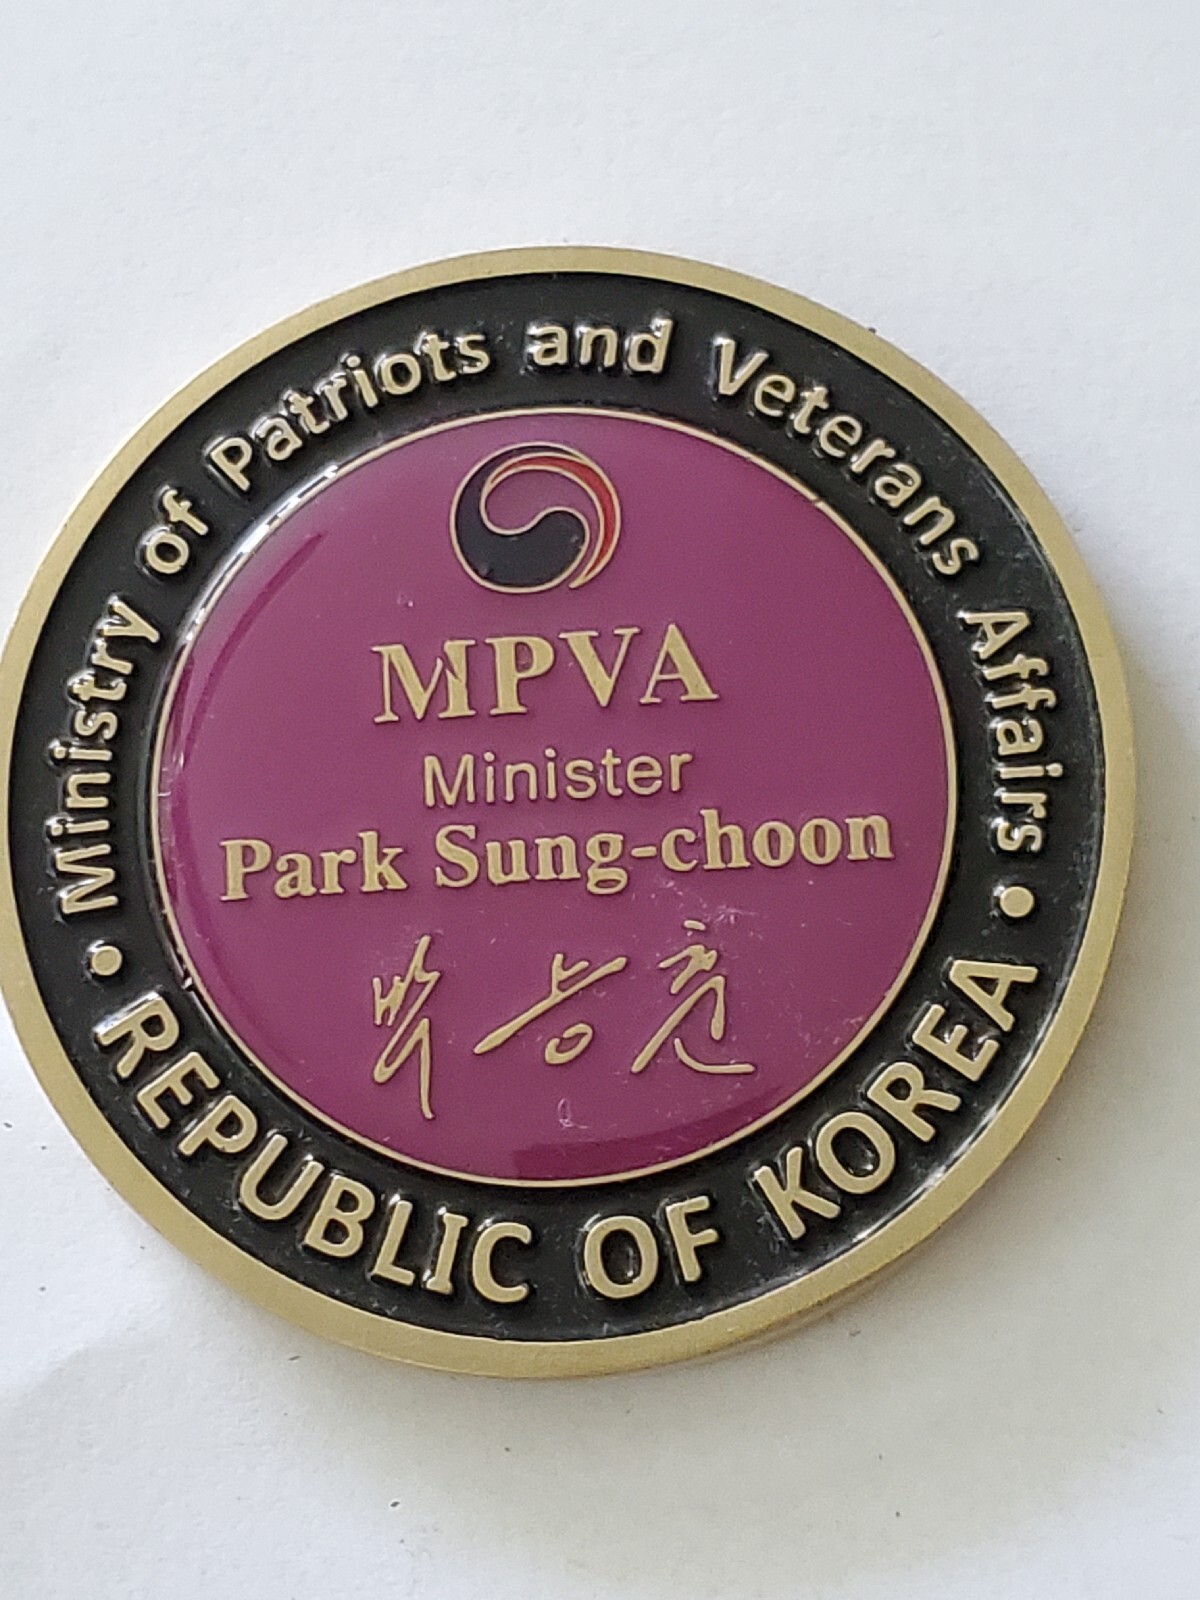 Ministry of Patriots and Veterans Affairs
MPVA
Minister
Park Sung-choon
REPUBLIC OF KOREA